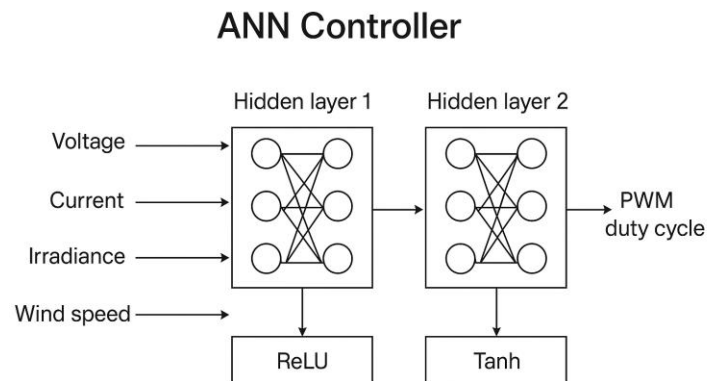 ANN Controller
Hidden layer 1
Hidden layer 2
Voltage
Current
Irradiance
Wind speed
PWM
duty cycle
ReLU
Tanh